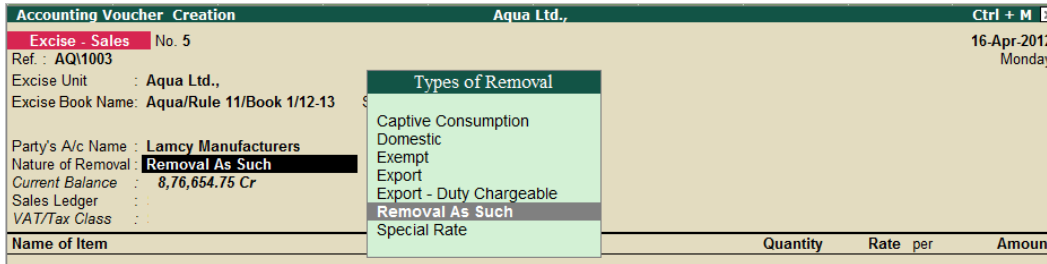 Accounting Voucher Creation Aqua Ltd., Ctrl + M
Excise - Sales No. 5 16-Apr-2012
Ref. : AQ\1003 Monday
Excise Unit : Aqua Ltd.,
Excise Book Name: Aqua/Rule 11/Book 1/12-13
Types of Removal
Captive Consumption
Domestic
Exempt
Export
Export - Duty Chargeable
Removal As Such
Special Rate
Party's A/c Name : Lamcy Manufacturers
Nature of Removal : Removal As Such
Current Balance : 8,76,654.75 Cr
Sales Ledger :
VAT/Tax Class :
Name of Item Quantity Rate per Amoun